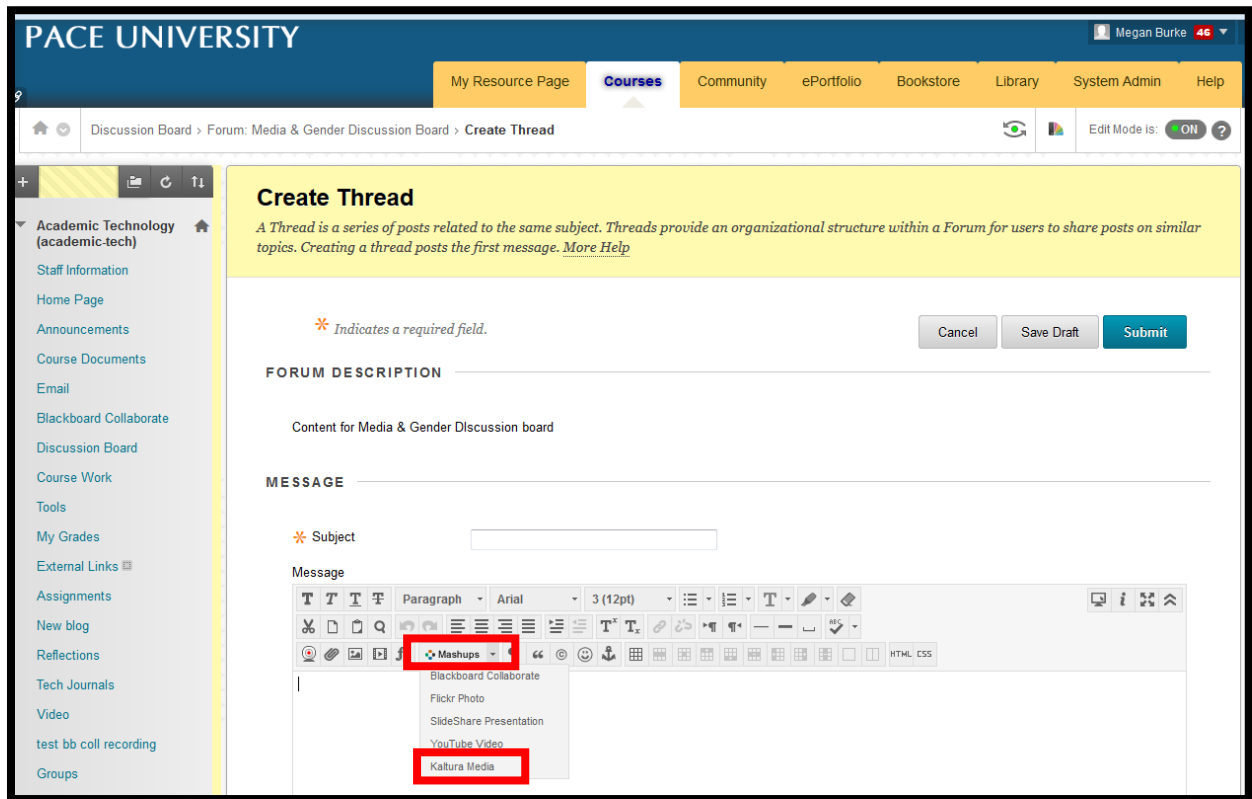 PACE UNIVERSITY
Megan Burke 46
My Resource Page Courses Community ePortfolio Bookstore Library System Admin Help
Discussion Board > Forum: Media & Gender Discussion Board > Create Thread
Edit Mode is: ON ?
Academic Technology
(academic-tech)
Staff Information
Home Page
Announcements
Course Documents
Email
Blackboard Collaborate
Discussion Board
Course Work
Tools
My Grades
External Links
Assignments
New blog
Reflections
Tech Journals
Video
test bb coll recording
Groups
Create Thread
A Thread is a series of posts related to the same subject. Threads provide an organizational structure within a Forum for users to share posts on similar
topics. Creating a thread posts the first message. More Help
Indicates a required field.
Cancel Save Draft Submit
FORUM DESCRIPTION
Content for Media & Gender DIscussion board
MESSAGE
Subject
Message
T T T T Paragraph Arial 3 (12pt) T
Tx Tx ABC
Mashups HTML CSS
Blackboard Collaborate
Flickr Photo
SlideShare Presentation
YouTube Video
Kaltura Media